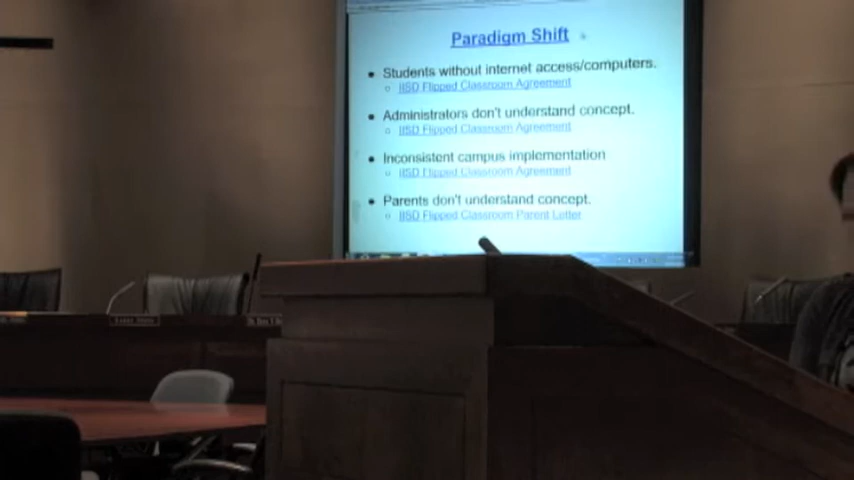 Paradigm Shift
Students without internet access/computers.
IISD Flipped Classroom Agreement
Administrators don't understand concept.
IISD Flipped Classroom Agreement
Inconsistent campus implementation
IISD Flipped Classroom Agreement
Parents don't understand concept.
IISD Flipped Classroom Parent Letter